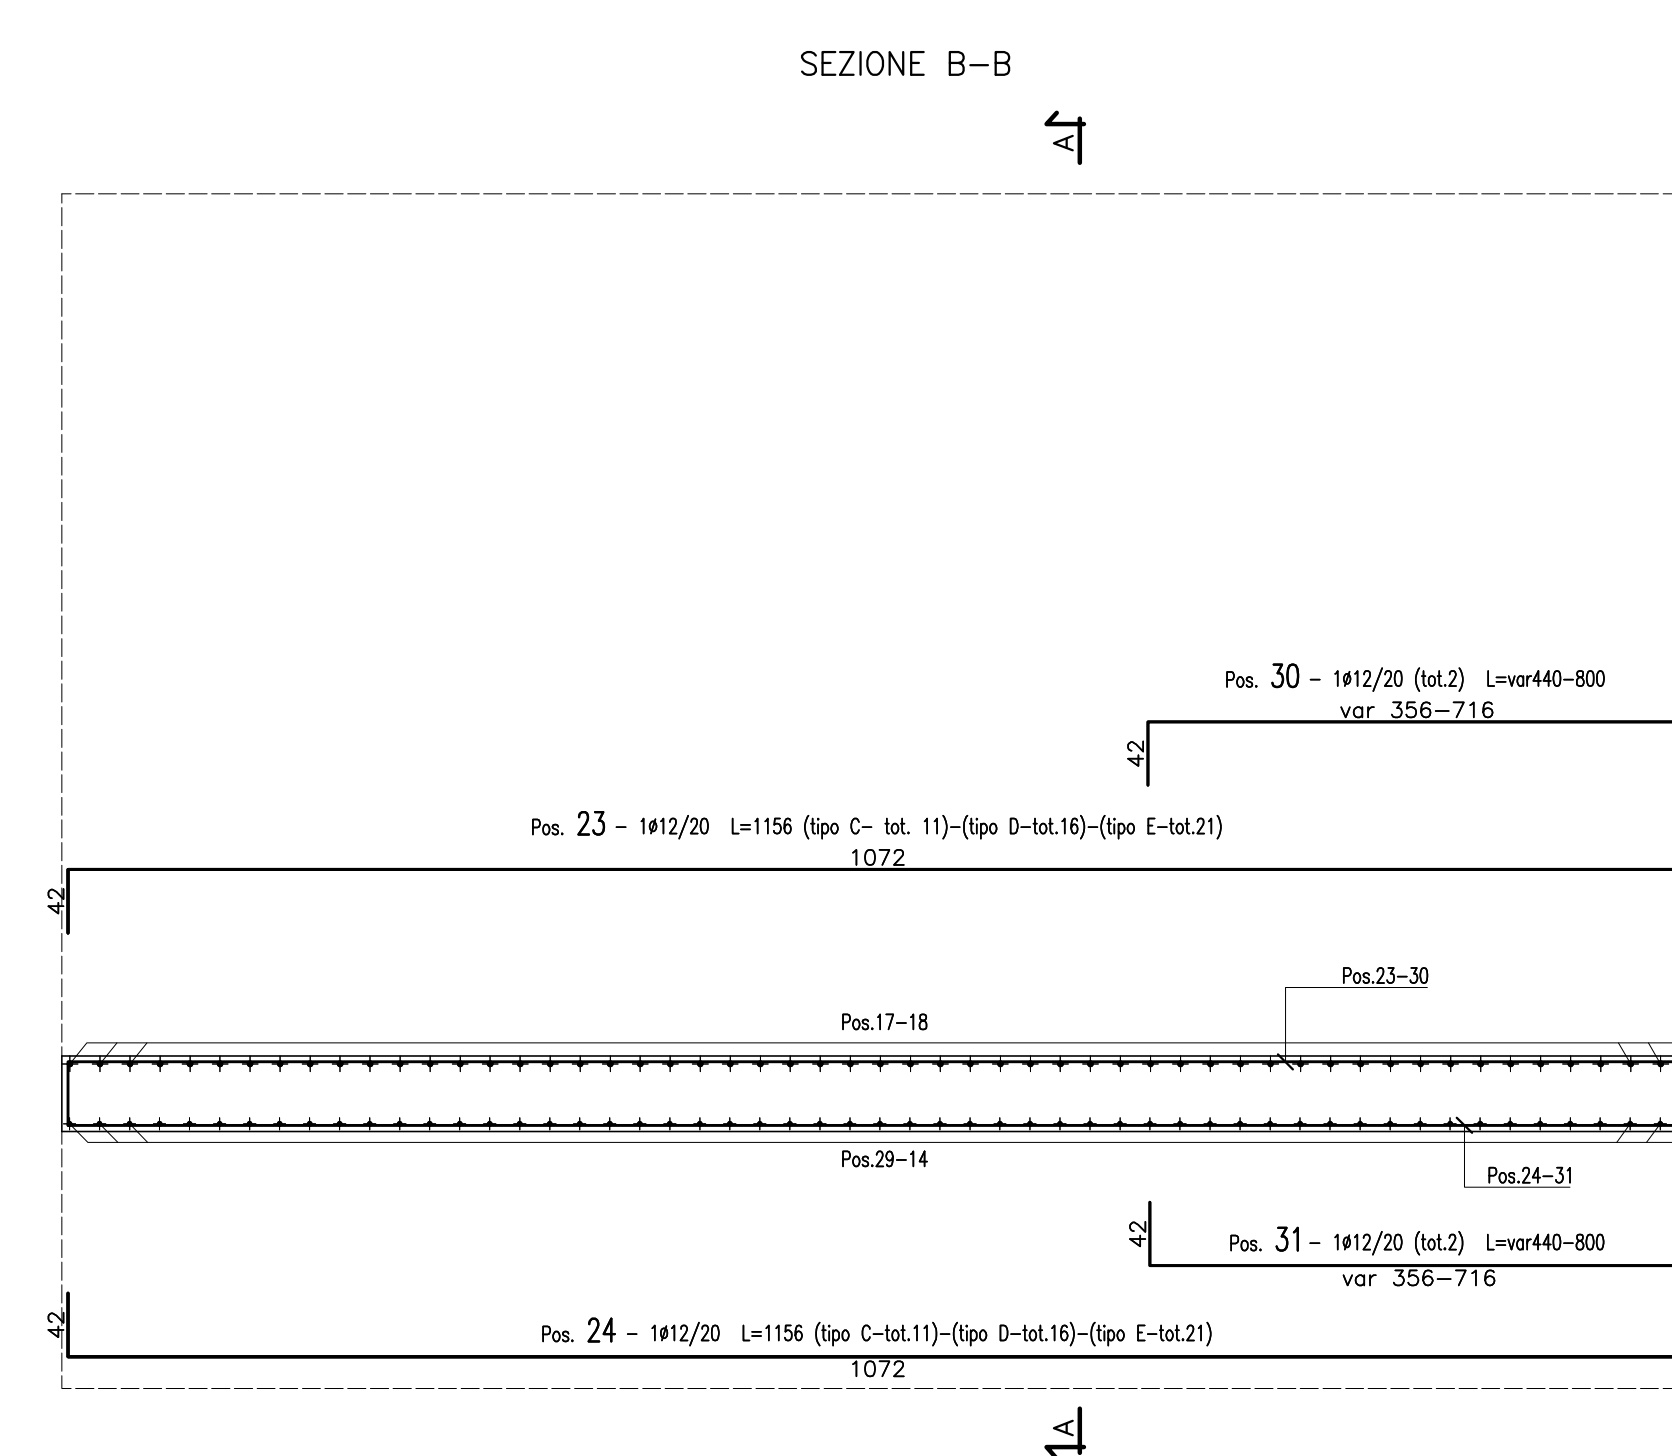 SEZIONE B-B
A
Pos. 30 - 1ø12/20 (tot.2) L=var440-800
var 356-716
42
Pos. 23 - 1ø12/20 L=1156 (tipo C- tot. 11)-(tipo D-tot.16)-(tipo E-tot.21)
1072
42
Pos.23-30
Pos.17-18
Pos.29-14
Pos.24-31
42
Pos. 31 - 1ø12/20 (tot.2) L=var440-800
var 356-716
42
Pos. 24 - 1ø12/20 L=1156 (tipo C-tot.11)-(tipo D-tot.16)-(tipo E-tot.21)
1072
A